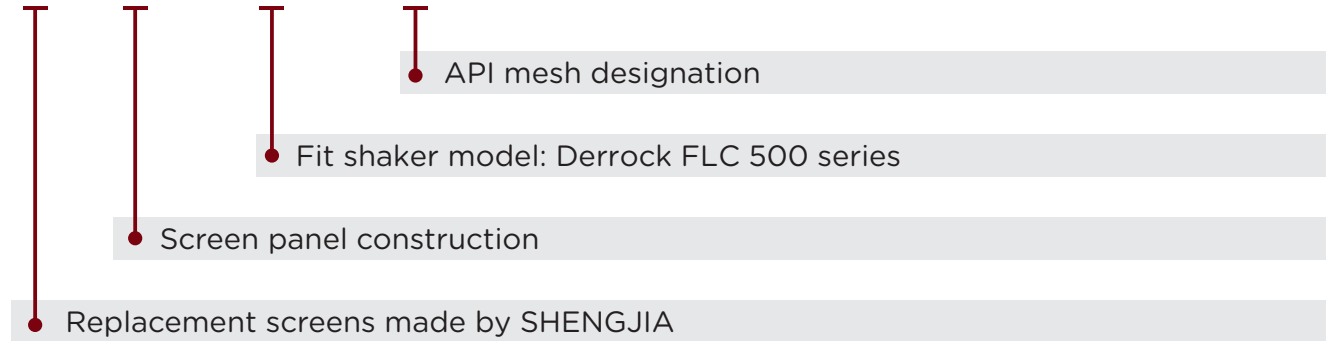 API mesh designation
Fit shaker model: Derrock FLC 500 series
Screen panel construction
Replacement screens made by SHENGJIA